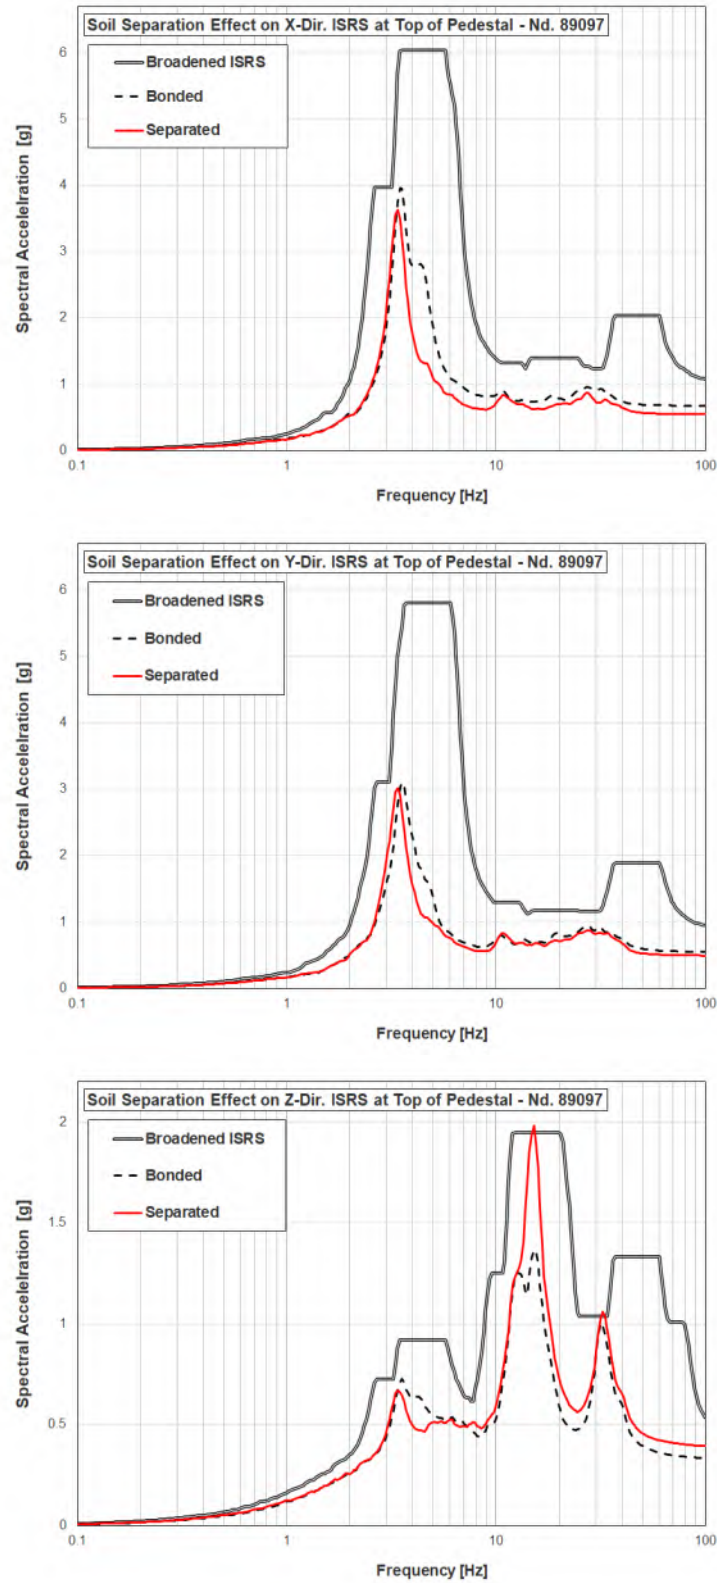 Soil Separation Effect on X-Dir. ISRS at Top of Pedestal - Nd. 89097
Broadened ISRS
Bonded
Separated
Spectral Accelelration [g]
6
5
4
3
2
1
0
0.1 1 10 100
Frequency [Hz]
Soil Separation Effect on Y-Dir. ISRS at Top of Pedestal - Nd. 89097
Broadened ISRS
Bonded
Separated
Spectral Accelelration [g]
6
5
4
3
2
1
0
0.1 1 10 100
Frequency [Hz]
Soil Separation Effect on Z-Dir. ISRS at Top of Pedestal - Nd. 89097
Broadened ISRS
Bonded
Separated
Spectral Accelelration [g]
2
1.5
1
0.5
0
0.1 1 10 100
Frequency [Hz]